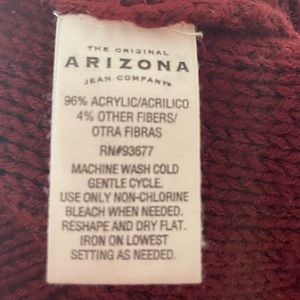 THE ORIGINAL
ARIZONA
JEAN COMPANY
96% ACRYLIC/ACRILICO
4% OTHER FIBERS/
OTRA FIBRAS
RN#93677
MACHINE WASH COLD
GENTLE CYCLE.
USE ONLY NON-CHLORINE
BLEACH WHEN NEEDED.
RESHAPE AND DRY FLAT.
IRON ON LOWEST
SETTING AS NEEDED.